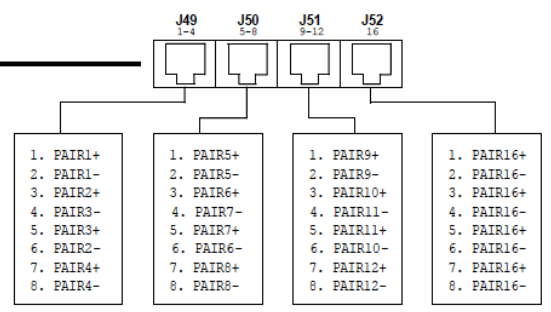 J49 J50 J51 J52
1-4 5-8 9-12 16
1. PAIR1+
2. PAIR1-
3. PAIR2+
4. PAIR3-
5. PAIR3+
6. PAIR2-
7. PAIR4+
8. PAIR4-
1. PAIR5+
2. PAIR5-
3. PAIR6+
4. PAIR7-
5. PAIR7+
6. PAIR6-
7. PAIR8+
8. PAIR8-
1. PAIR9+
2. PAIR9-
3. PAIR10+
4. PAIR11-
5. PAIR11+
6. PAIR10-
7. PAIR12+
8. PAIR12-
1. PAIR16+
2. PAIR16-
3. PAIR16+
4. PAIR16-
5. PAIR16+
6. PAIR16-
7. PAIR16+
8. PAIR16-